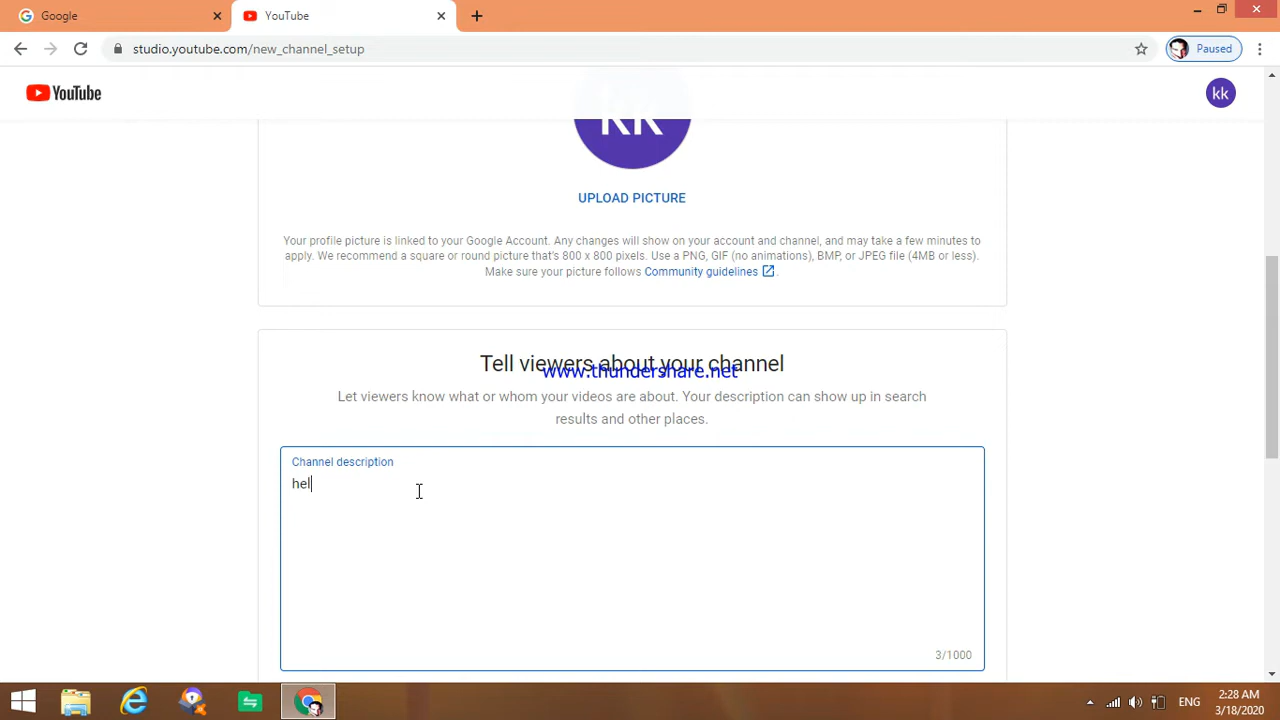 Google
YouTube
studio.youtube.com/new_channel_setup
Paused
YouTube
kk
kk
UPLOAD PICTURE
Your profile picture is linked to your Google Account. Any changes will show on your account and channel, and may take a few minutes to
apply. We recommend a square or round picture that's 800 x 800 pixels. Use a PNG, GIF (no animations), BMP, or JPEG file (4MB or less).
Make sure your picture follows Community guidelines .
Tell viewers about your channel
www.thundershare.net
Let viewers know what or whom your videos are about. Your description can show up in search
results and other places.
Channel description
hel
3/1000
ENG
2:28 AM
3/18/2020